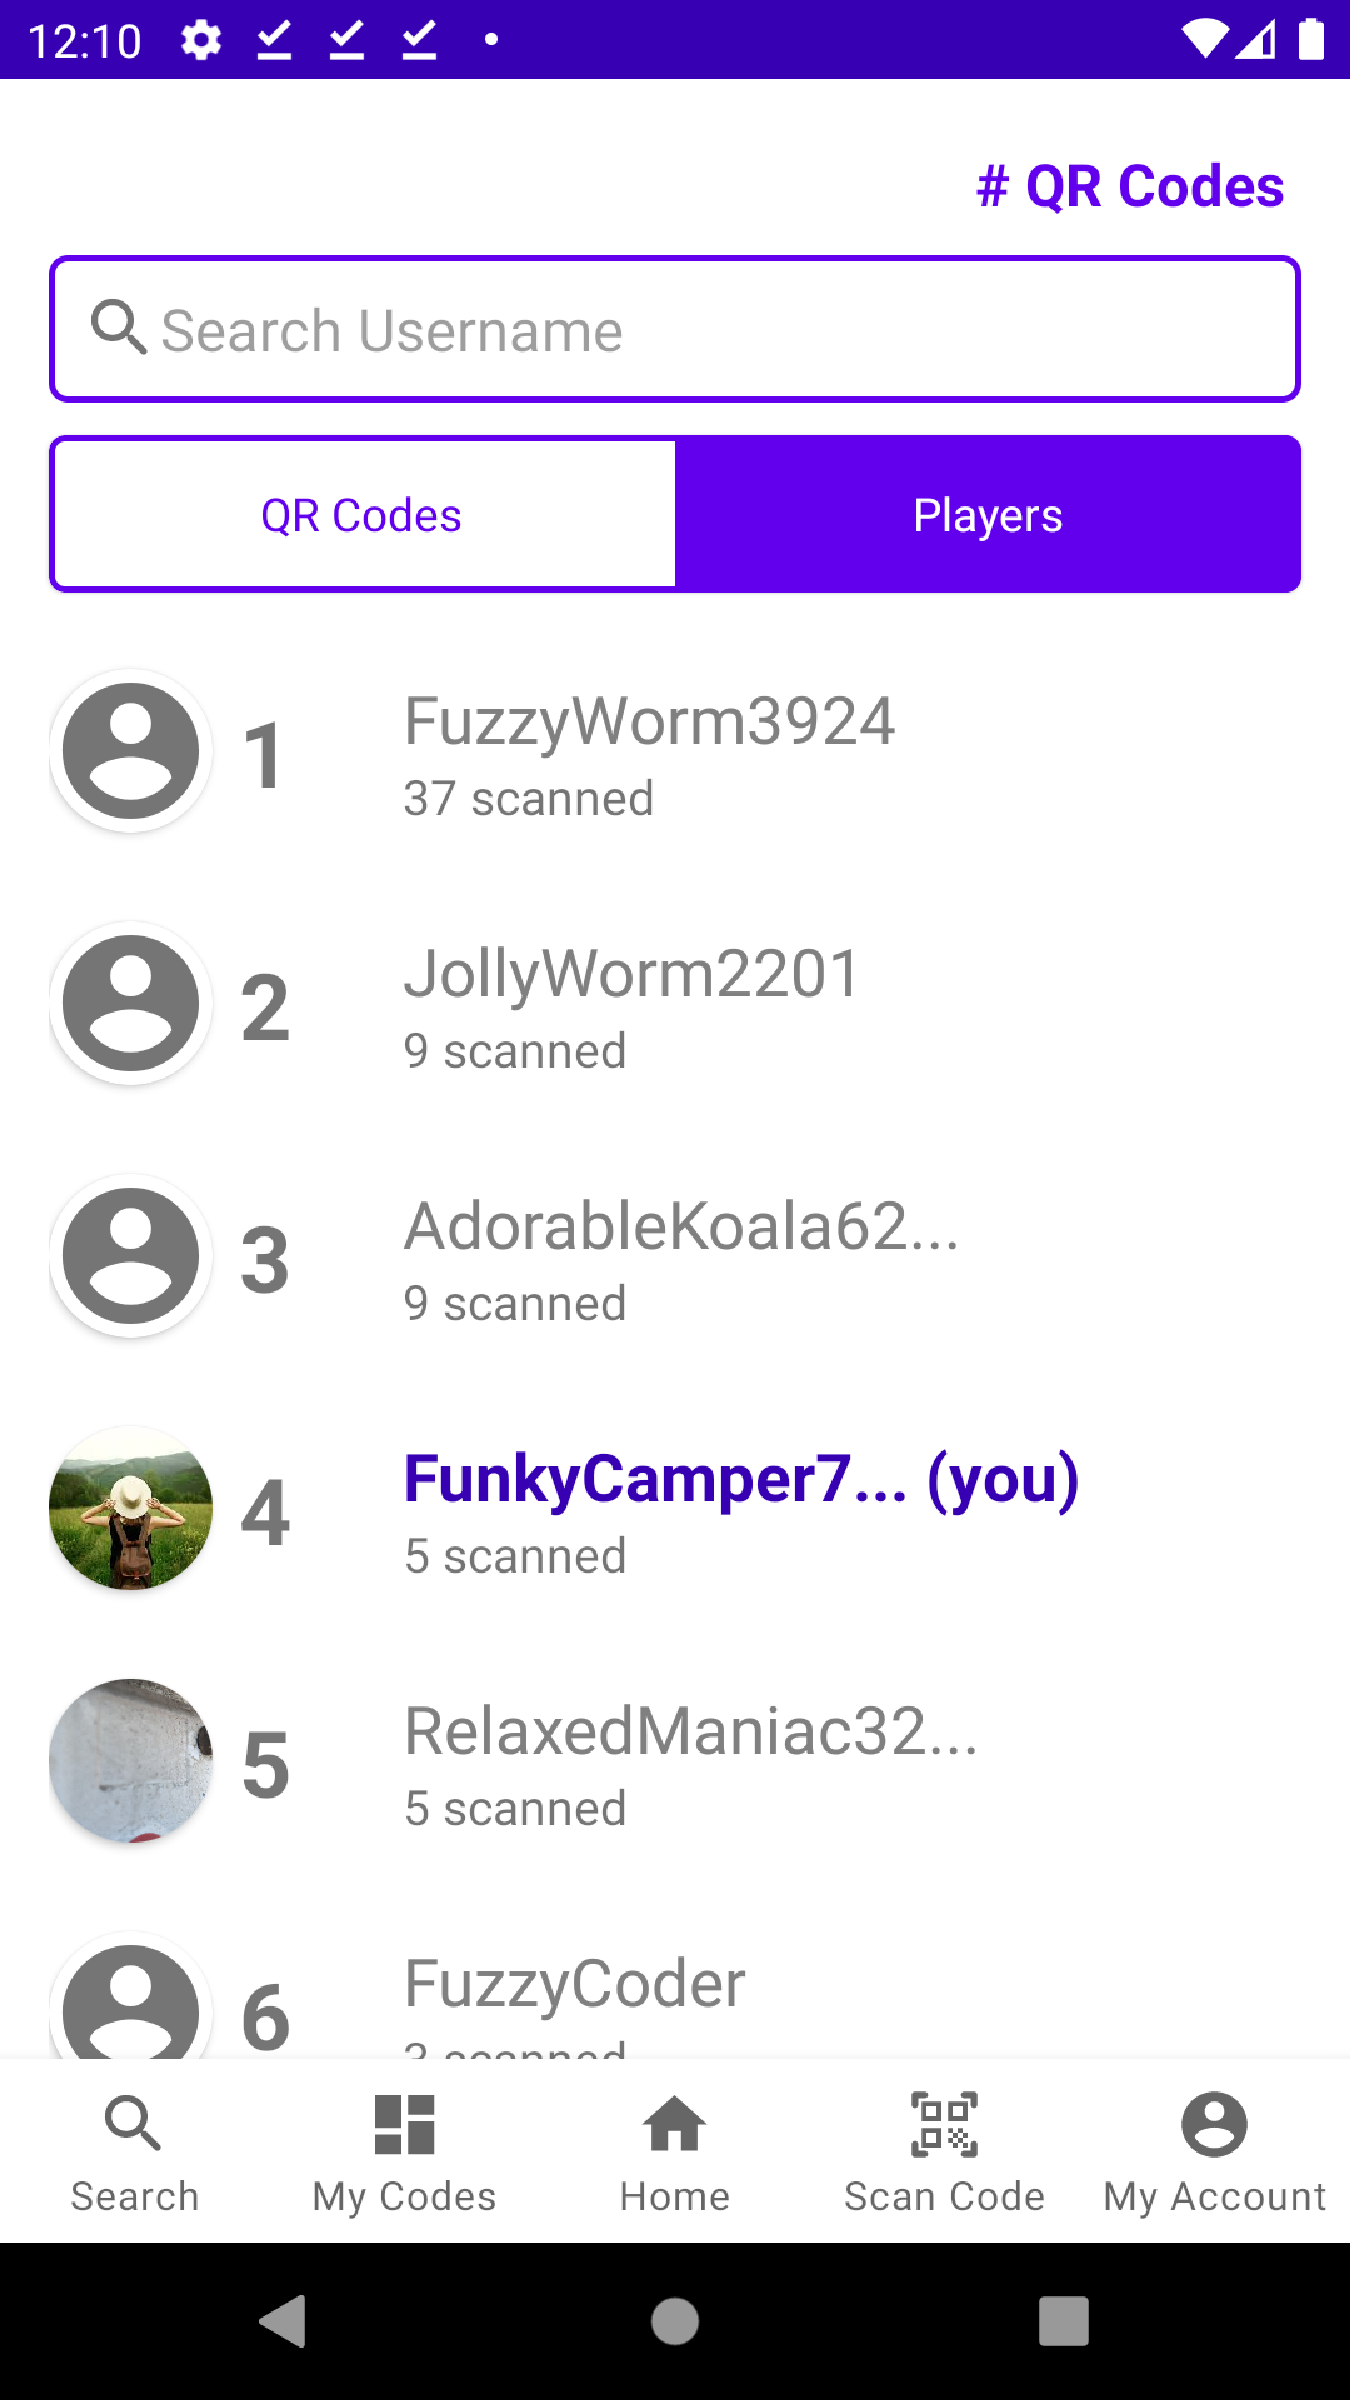 12:10
# QR Codes
Search Username
QR Codes
Players
1
FuzzyWorm3924
37 scanned
2
JollyWorm2201
9 scanned
3
AdorableKoala62...
9 scanned
4
FunkyCamper7... (you)
5 scanned
5
RelaxedManiac32...
5 scanned
6
FuzzyCoder
scanned
Search
My Codes
Home
Scan Code
My Account